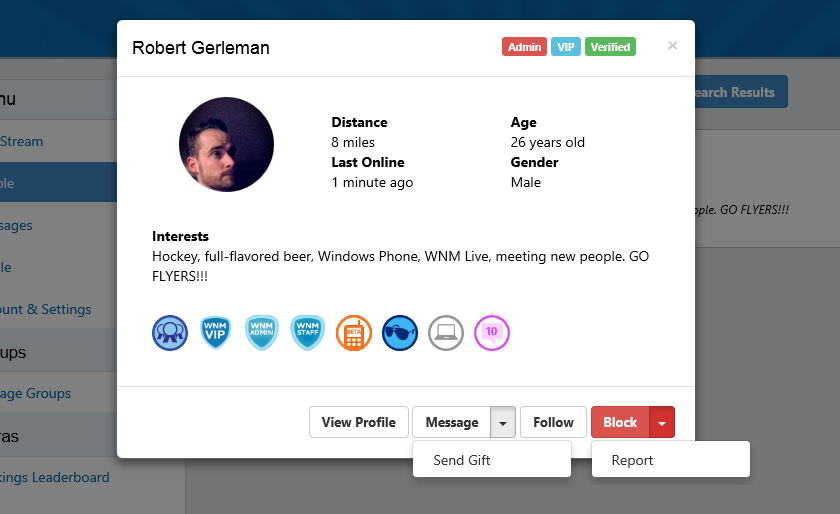 Robert Gerleman
Admin
VIP
Verified
×
Distance
8 miles
Last Online
1 minute ago
Age
26 years old
Gender
Male
Interests
Hockey, full-flavored beer, Windows Phone, WNM Live, meeting new people. GO
FLYERS!!!
WNM
VIP
WNM
ADMIN
WNM
STAFF
BETA
10
View Profile
Message
Follow
Block
Send Gift
Report
nu
Stream
ple
sages
le
ount & Settings
ups
age Groups
ras
kings Leaderboard
earch Results
ople. GO FLYERS!!!